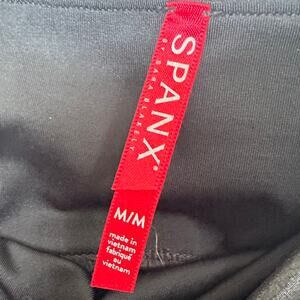 SPANX®
BY SARA BLAKELY
M/M
made in
vietnam
fabriqué
au
vietnam